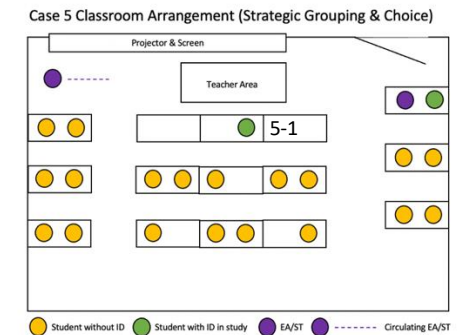 Case 5 Classroom Arrangement (Strategic Grouping & Choice)
Projector & Screen
Teacher Area
5-1
Student without ID Student with ID in study EA/ST Circulating EA/ST